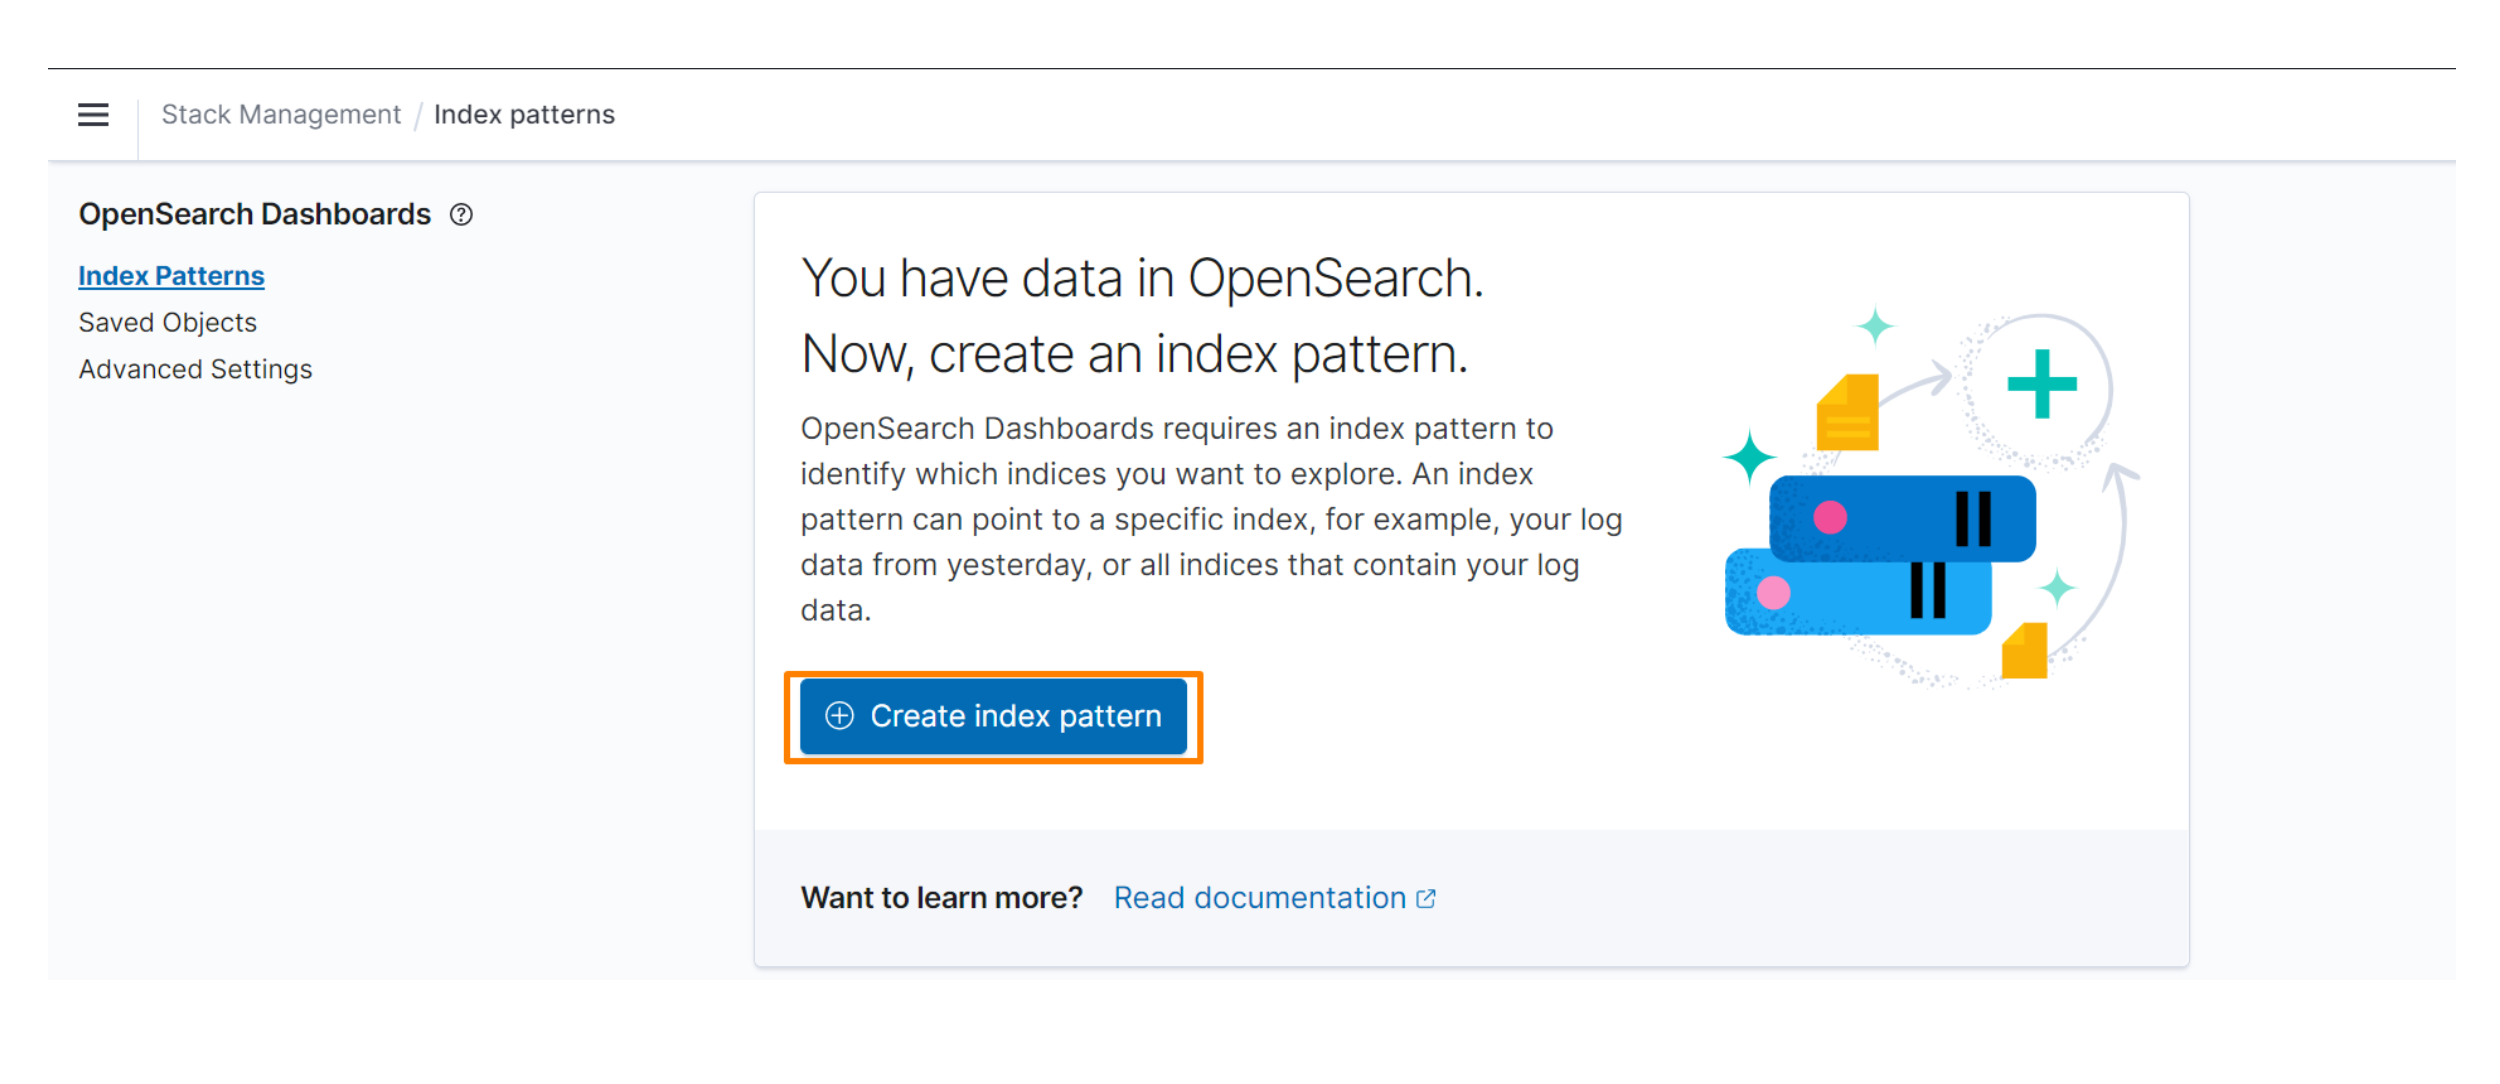 Stack Management / Index patterns
OpenSearch Dashboards
Index Patterns
Saved Objects
Advanced Settings
You have data in OpenSearch.
Now, create an index pattern.
OpenSearch Dashboards requires an index pattern to
identify which indices you want to explore. An index
pattern can point to a specific index, for example, your log
data from yesterday, or all indices that contain your log
data.
Create index pattern
Want to learn more? Read documentation